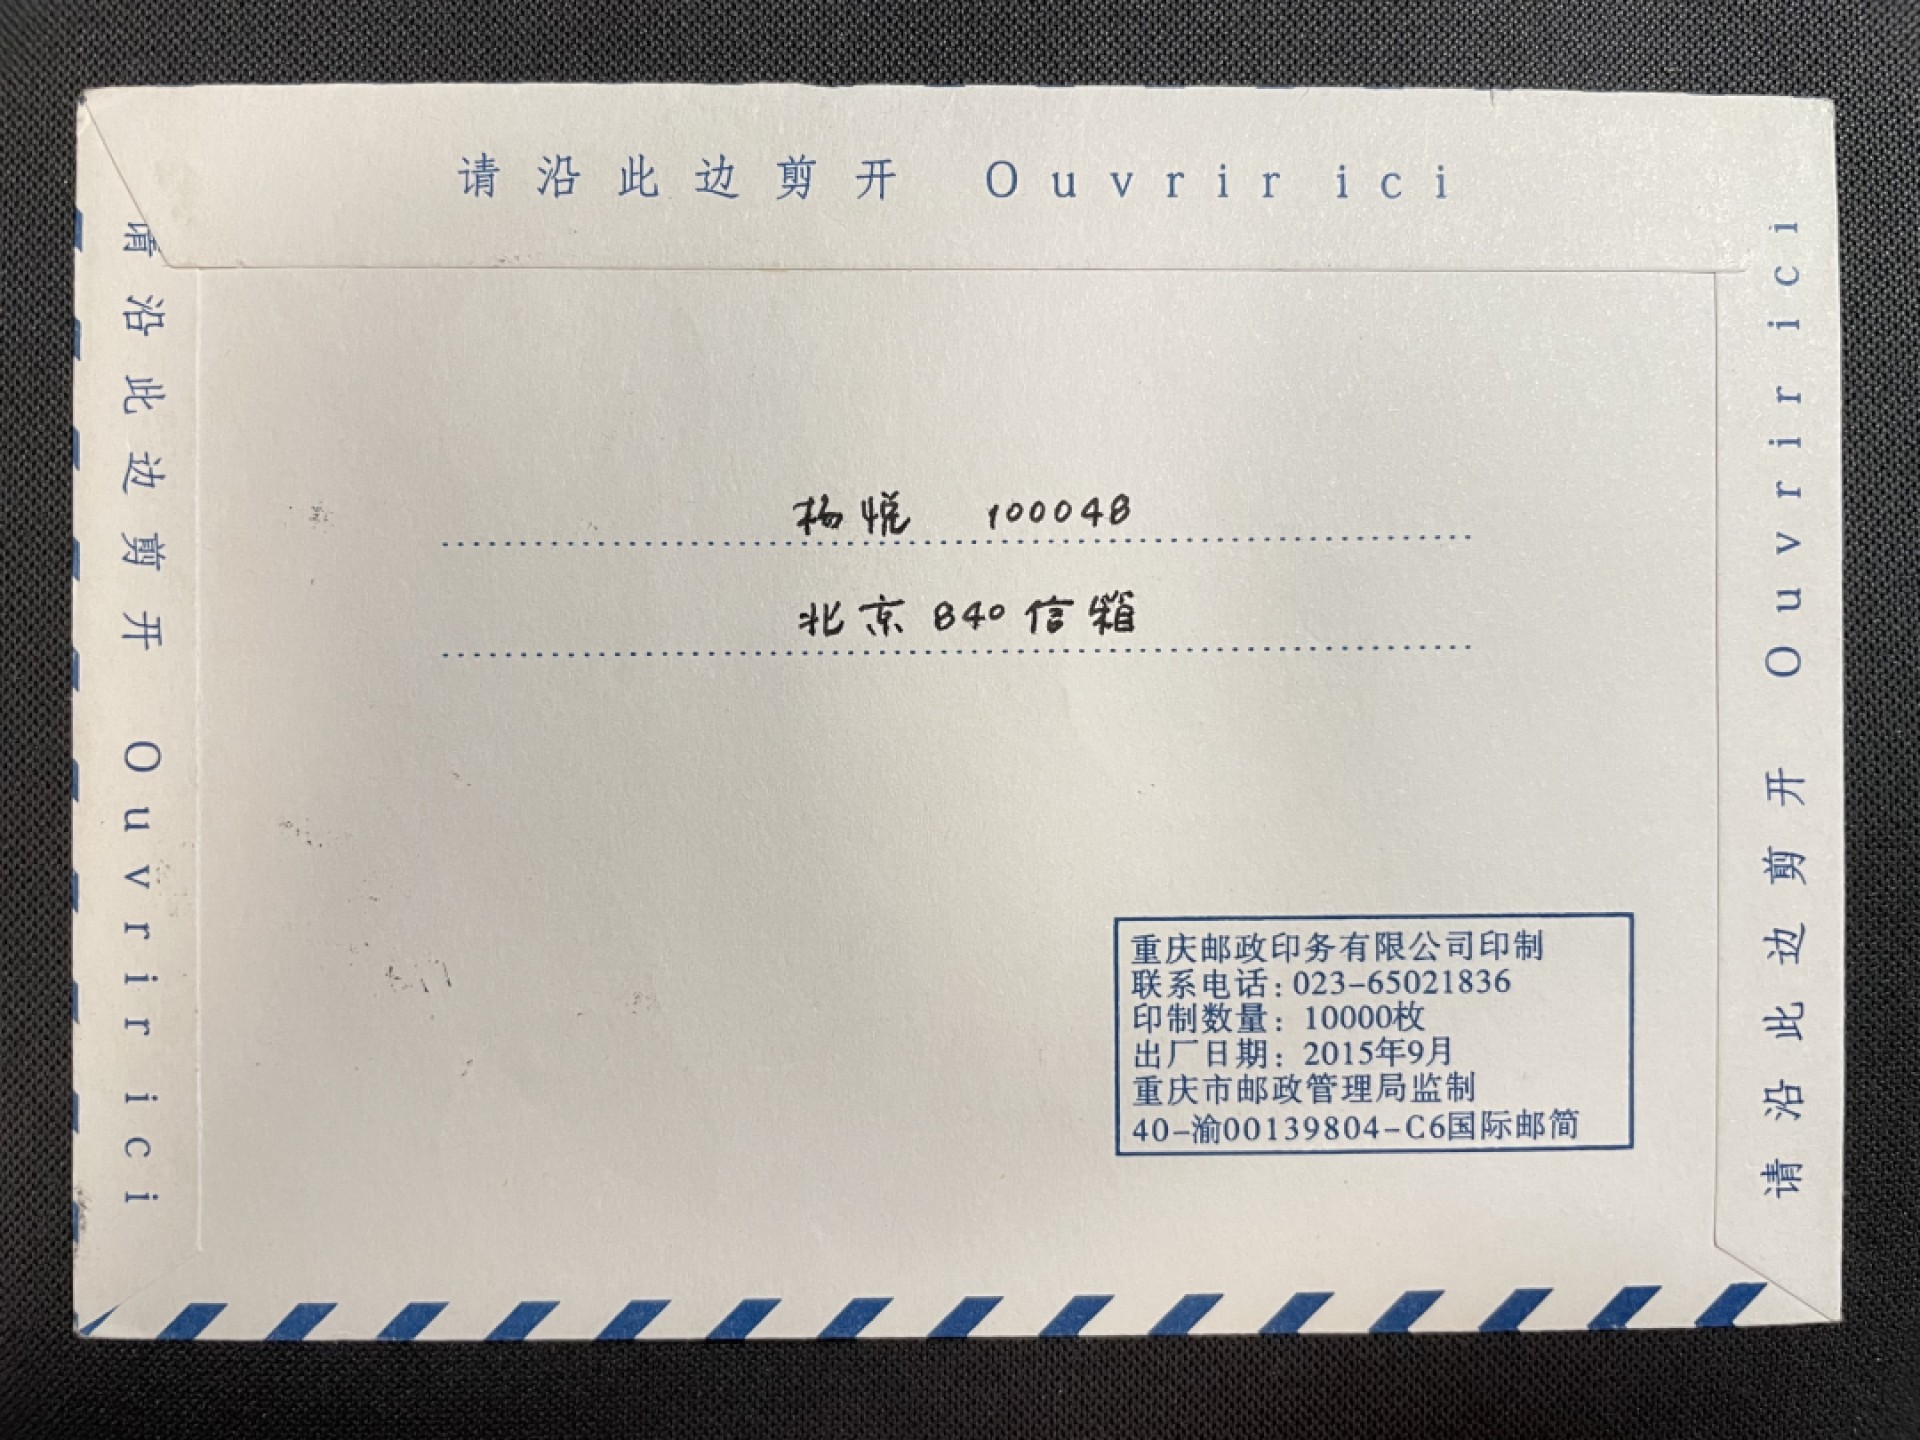 请沿此边剪开 Ouvrir ici
请沿此边剪开 Ouvrir ici
杨悦 100048
北京840信箱
重庆邮政印务有限公司印制
联系电话:023-65021836
印制数量:10000枚
出厂日期:2015年9月
重庆市邮政管理局监制
40-渝00139804-C6国际邮简
请沿此边剪开 Ouvrir ici